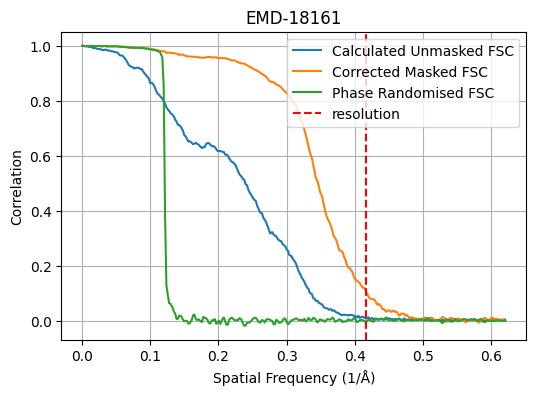 EMD-18161
Calculated Unmasked FSC
Corrected Masked FSC
Phase Randomised FSC
resolution
Correlation
1.0
0.8
0.6
0.4
0.2
0.0
0.0 0.1 0.2 0.3 0.4 0.5 0.6
Spatial Frequency (1/Å)